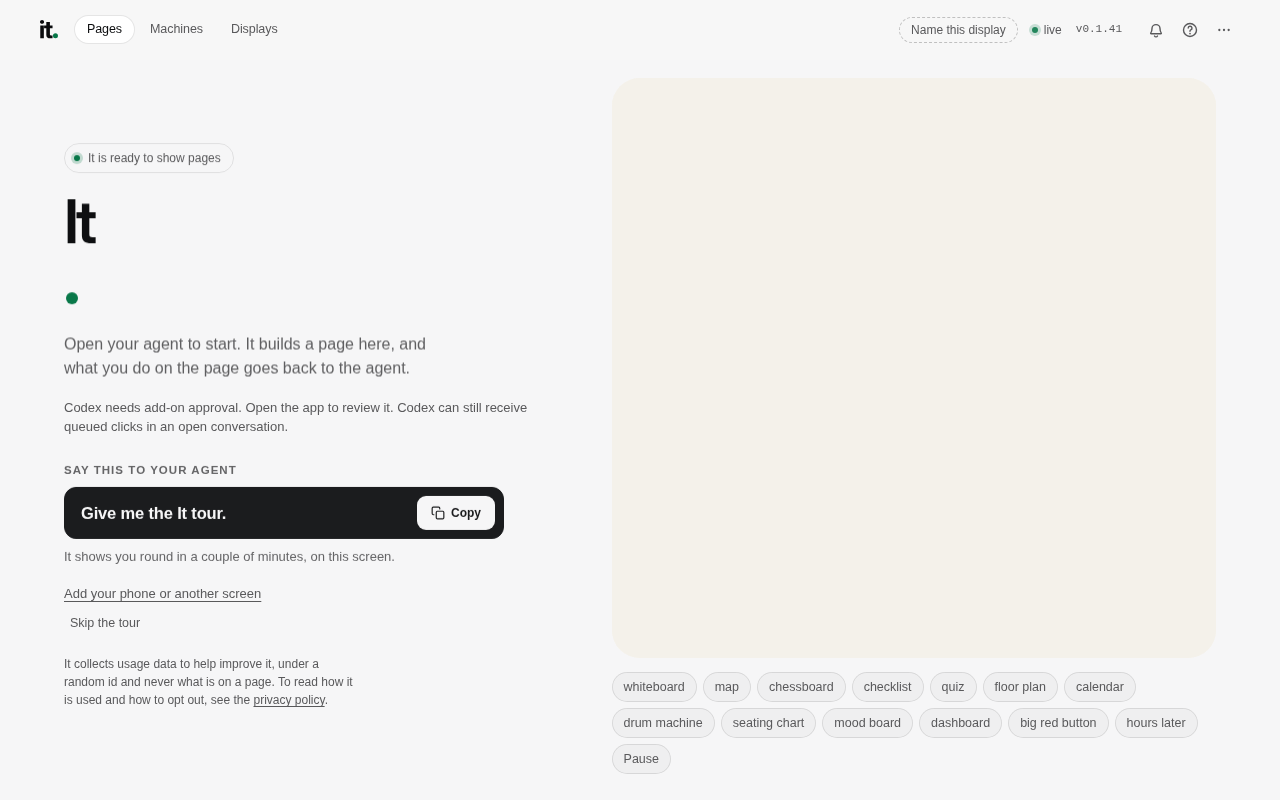 it.
Pages
Machines
Displays
Name this display
live
v0.1.41
It is ready to show pages
It
Open your agent to start. It builds a page here, and
what you do on the page goes back to the agent.
Codex needs add-on approval. Open the app to review it. Codex can still receive
queued clicks in an open conversation.
SAY THIS TO YOUR AGENT
Give me the It tour.
Copy
It shows you round in a couple of minutes, on this screen.
Add your phone or another screen
Skip the tour
It collects usage data to help improve it, under a
random id and never what is on a page. To read how it
is used and how to opt out, see the privacy policy.
whiteboard
map
chessboard
checklist
quiz
floor plan
calendar
drum machine
seating chart
mood board
dashboard
big red button
hours later
Pause